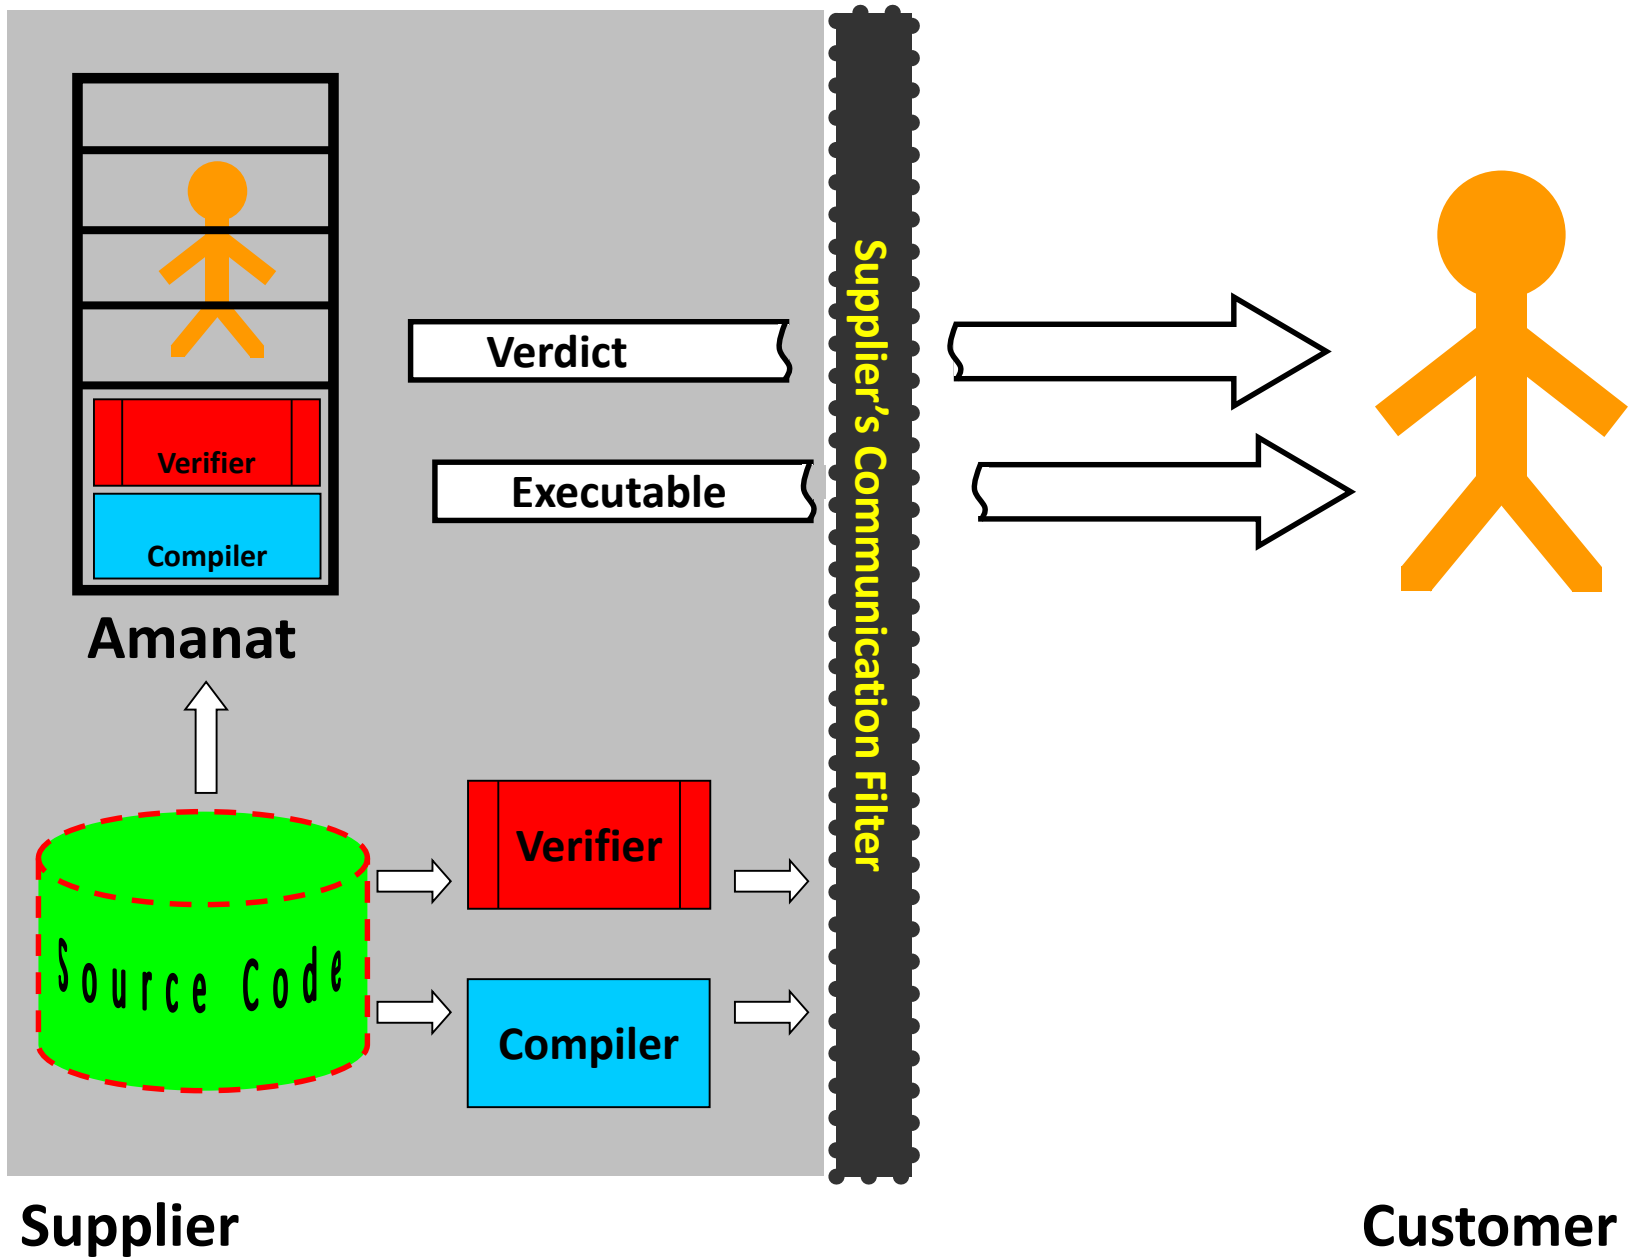 Verifier
Compiler
Amanat
Verdict
Executable
Supplier's Communication Filter
Source Code
Verifier
Compiler
Supplier
Customer